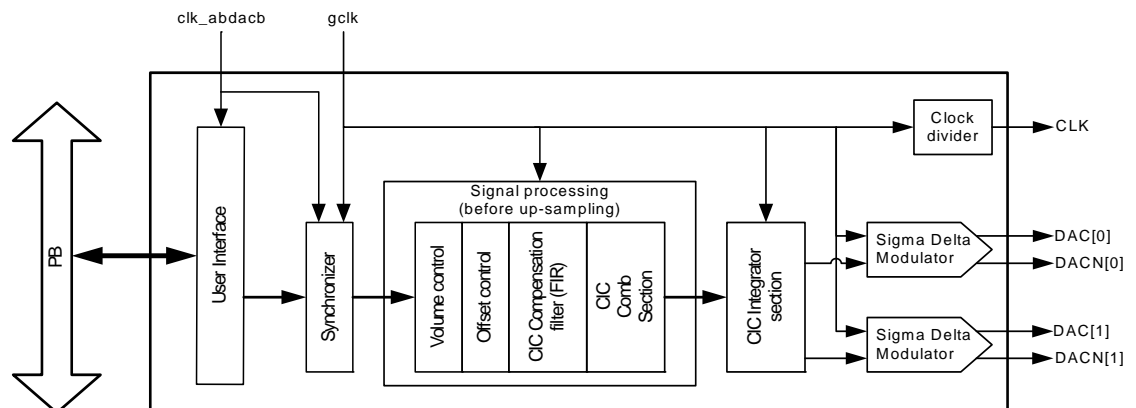 clk_abdacb
gclk
Clock
divider
CLK
Signal processing
(before up-sampling)
PB
User Interface
Synchronizer
Volume control
Offset control
CIC Compensation
filter (FIR)
CIC
Comb
Section
CIC Integrator
section
Sigma Delta
Modulator
DAC[0]
DACN[0]
Sigma Delta
Modulator
DAC[1]
DACN[1]